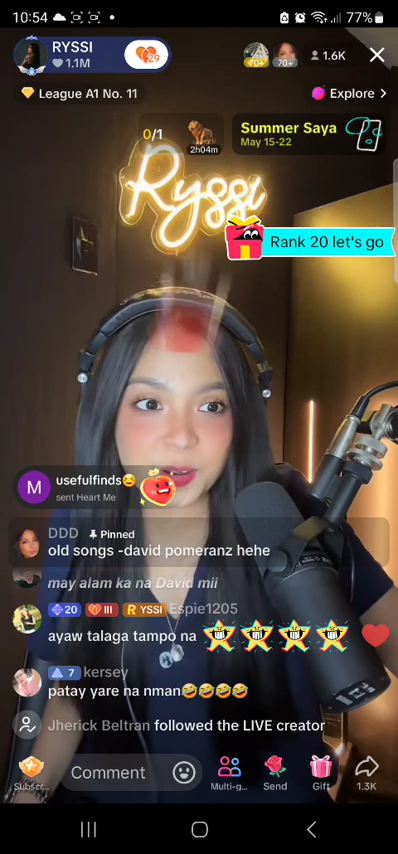 10:54
77%
RYSSI
1.1M
29
70+
70+
1.6K
League A1 No. 11
Explore >
0/1
2h04m
Summer Saya
May 15-22
Ryssi
Rank 20 let's go
M
usefulfinds
sent Heart Me
DDD Pinned
old songs -david pomeranz hehe
may alam ka na David mii
20 III R YSSI Espie1205
ayaw talaga tampo na
7 kersey
patay yare na nman🤣🤣🤣🤣
Jherick Beltran followed the LIVE creator
Comment
Subscr...
Multi-g...
Send
Gift
1.3K